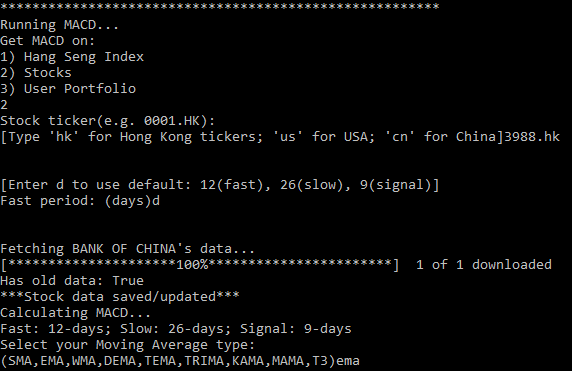 *******************************************************
Running MACD...
Get MACD on:
1) Hang Seng Index
2) Stocks
3) User Portfolio
2
Stock ticker(e.g. 0001.HK):
[Type 'hk' for Hong Kong tickers; 'us' for USA; 'cn' for China]3988.hk
[Enter d to use default: 12(fast), 26(slow), 9(signal)]
Fast period: (days)d
Fetching BANK OF CHINA's data...
[*********************100%***********************]  1 of 1 downloaded
Has old data: True
***Stock data saved/updated***
Calculating MACD...
Fast: 12-days; Slow: 26-days; Signal: 9-days
Select your Moving Average type:
(SMA,EMA,WMA,DEMA,TEMA,TRIMA,KAMA,MAMA,T3)ema